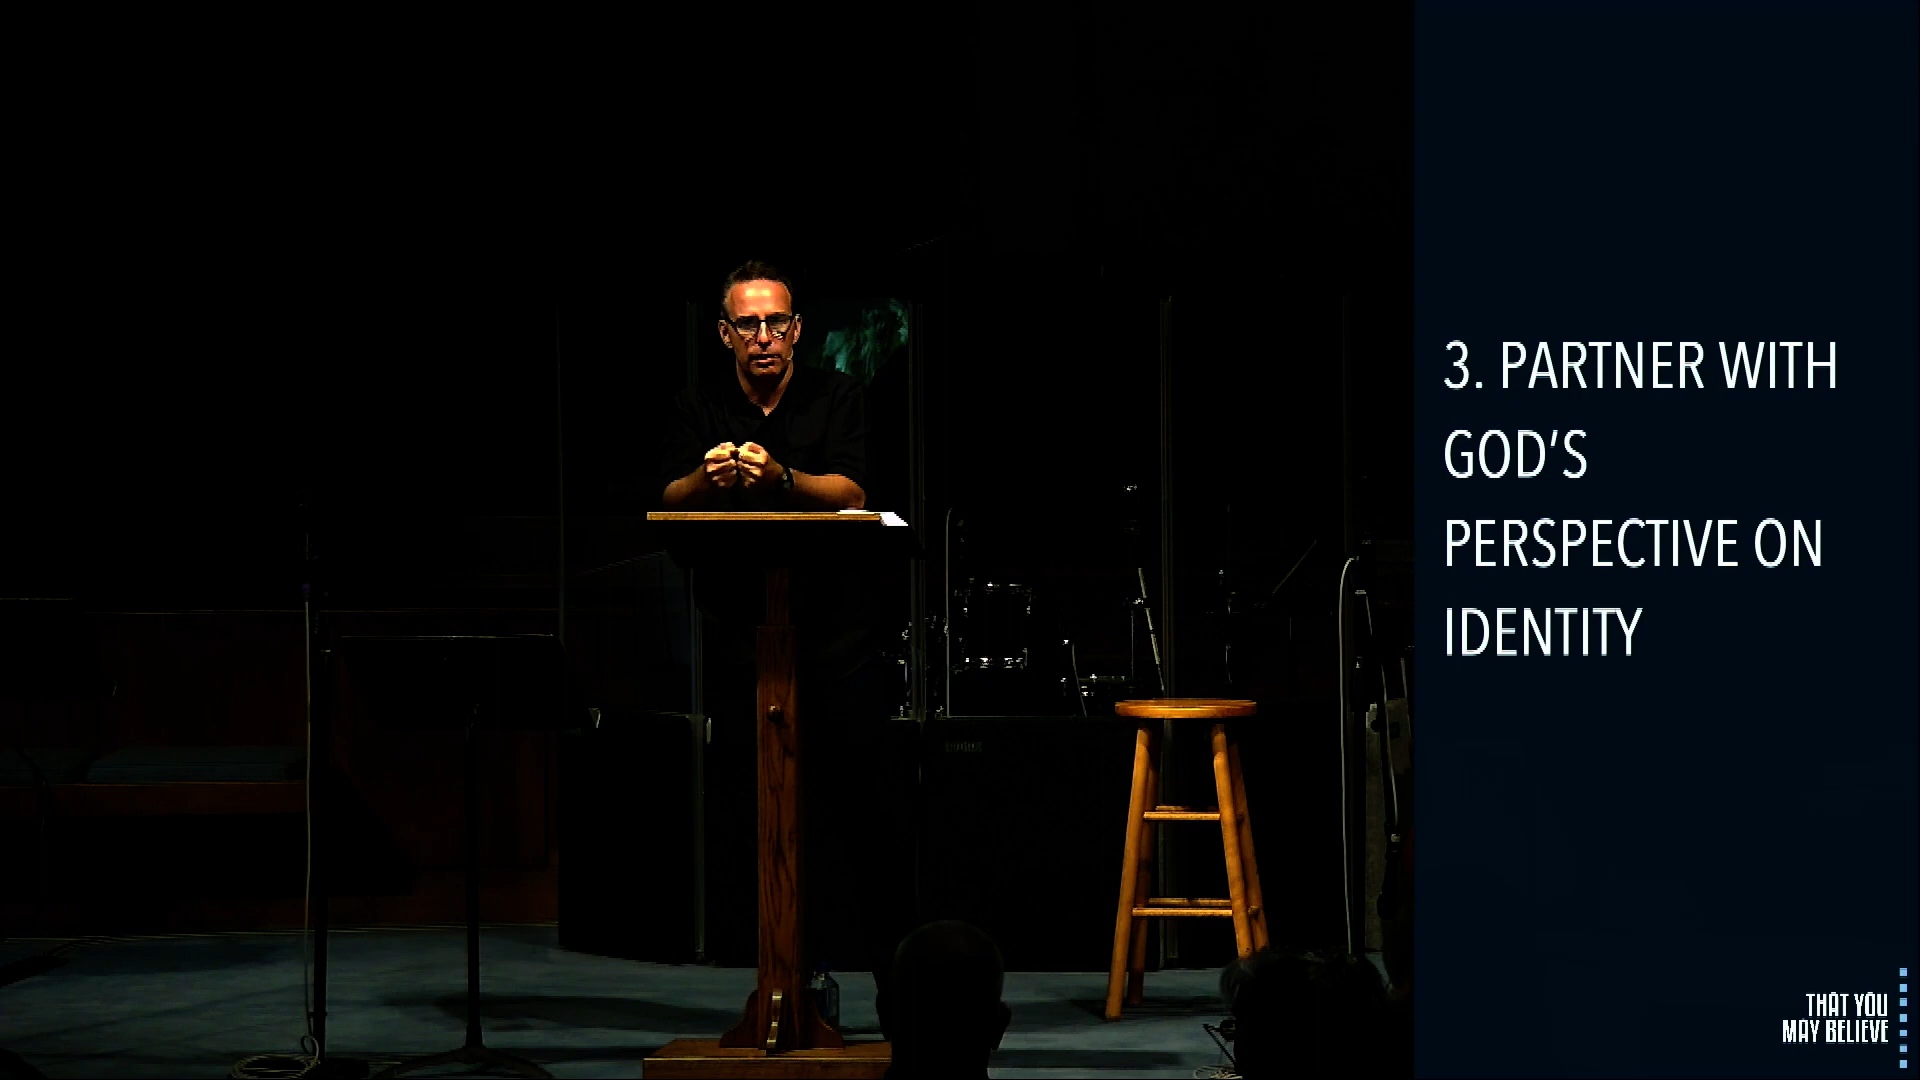 3. PARTNER WITH
GOD'S
PERSPECTIVE ON
IDENTITY
THAT YOU
MAY BELIEVE